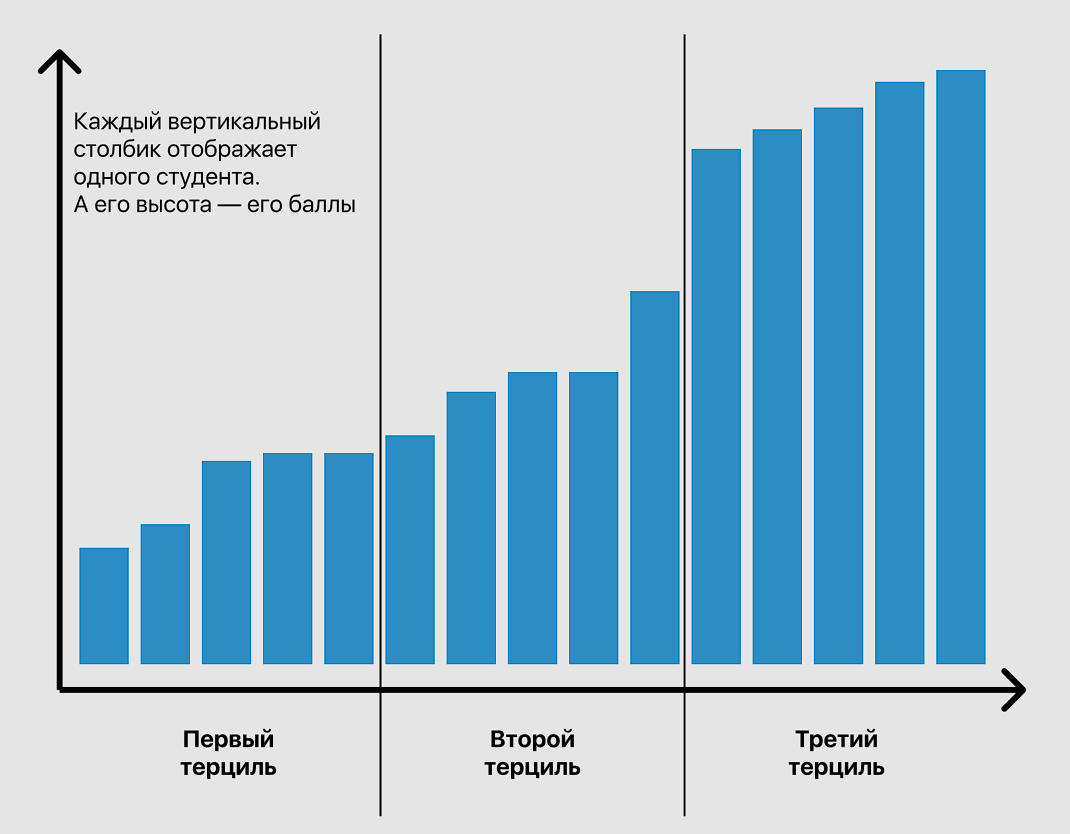 Каждый вертикальный
столбик отображает
одного студента.
А его высота — его баллы
Первый
терциль
Второй
терциль
Третий
терциль